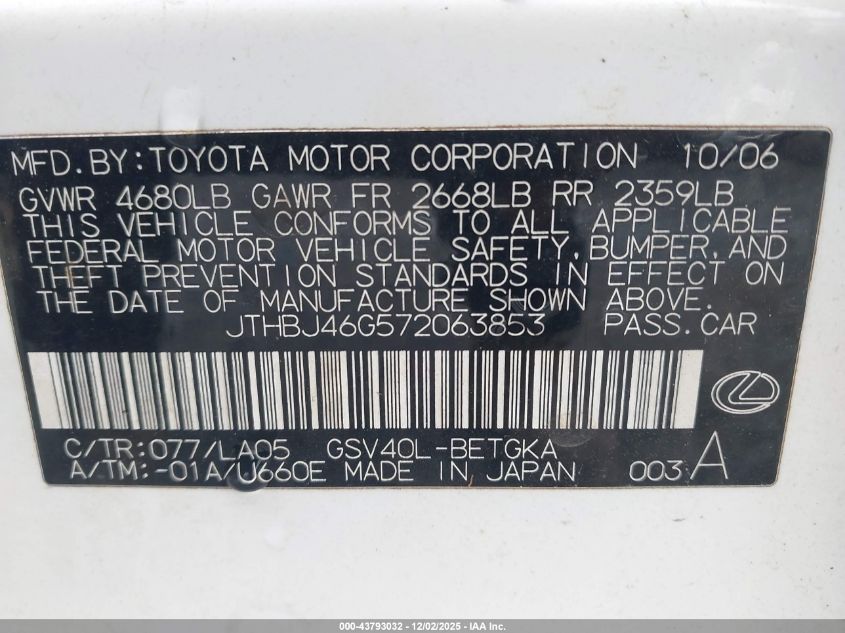 MFD. BY: TOYOTA MOTOR CORPORATION 10/06
GVWR 4680LB GAWR FR 2668LB RR 2359LB
THIS VEHICLE CONFORMS TO ALL APPLICABLE
FEDERAL MOTOR VEHICLE SAFETY, BUMPER, AND
THEFT PREVENTION STANDARDS IN EFFECT ON
THE DATE OF MANUFACTURE SHOWN ABOVE.
JTHBJ46G572063853 PASS. CAR
C/TR: 077/LA05 GSV40L-BETGKA
A/TM: -01A/U660E MADE IN JAPAN 003 A
000-43793032 - 12/02/2025 - IAA Inc.